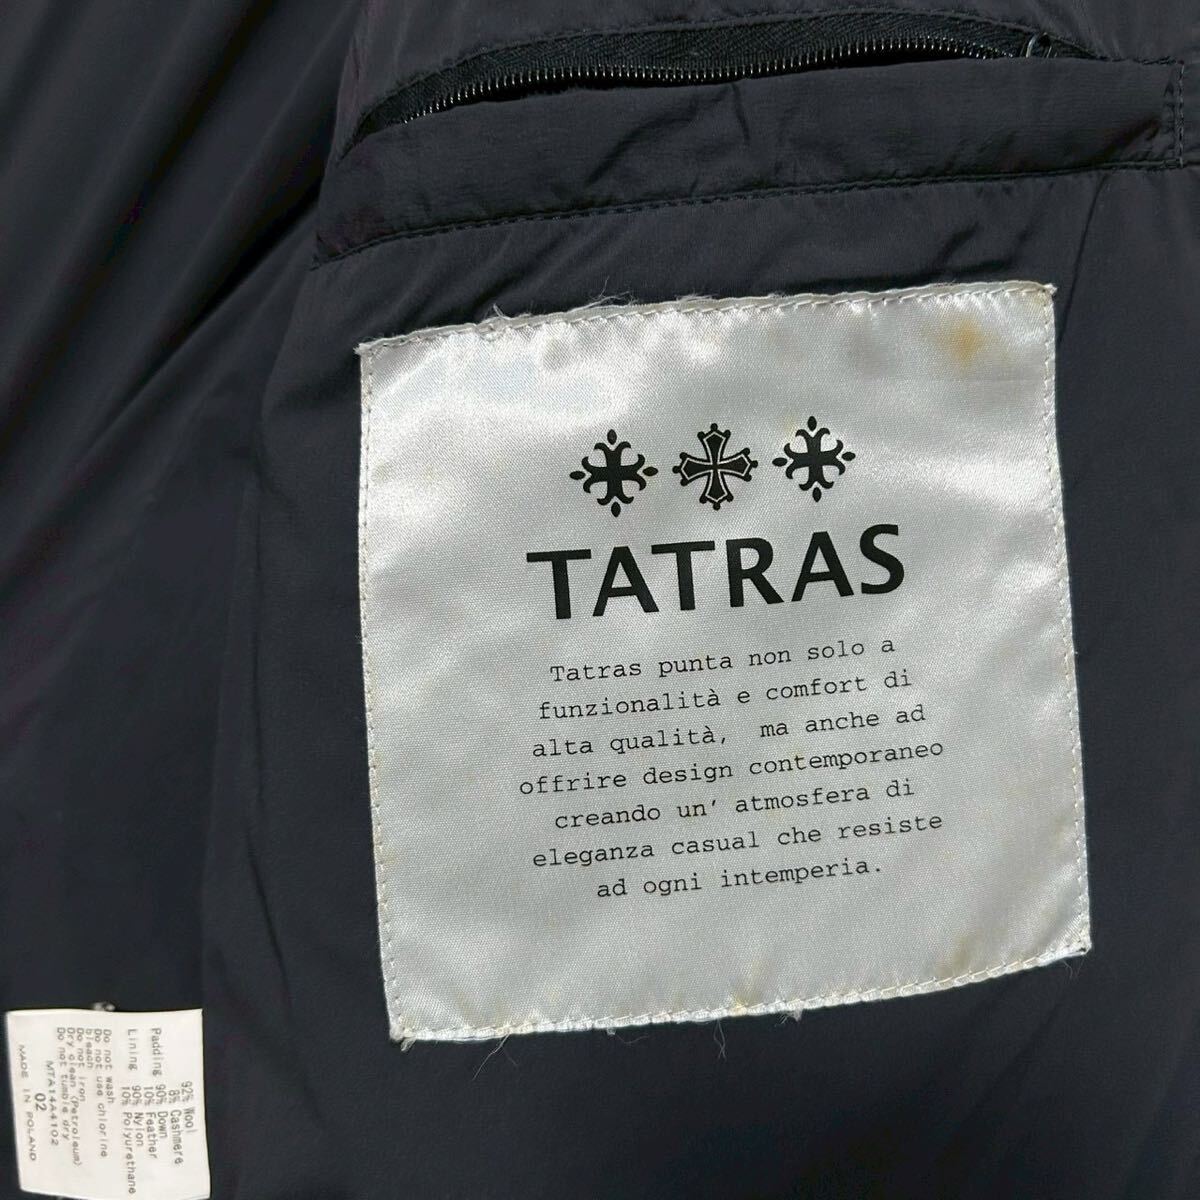 TATRAS
Tatras punta non solo a
funzionalità e comfort di
alta qualità, ma anche ad
offrire design contemporaneo
creando un' atmosfera di
eleganza casual che resiste
ad ogni intemperia.
92% Wool
8% Cashmere
Padding 90% Down
10% Feather
Lining 90% Nylon
10% Polyurethane
Do not wash
Do not use chlorine
bleach
Do not iron
Dry clean (Petroleum)
Do not tumble dry
MTA14A4102
02
MADE IN POLAND